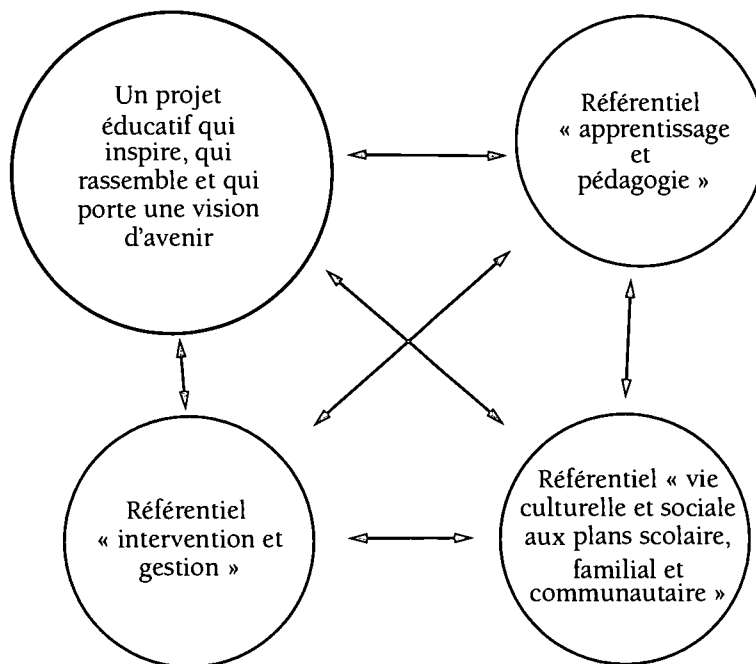 Un projet
éducatif qui
inspire, qui
rassemble et qui
porte une vision
d'avenir
Référentiel
« apprentissage
et
pédagogie »
Référentiel
« intervention et
gestion »
Référentiel « vie
culturelle et sociale
aux plans scolaire,
familial et
communautaire »